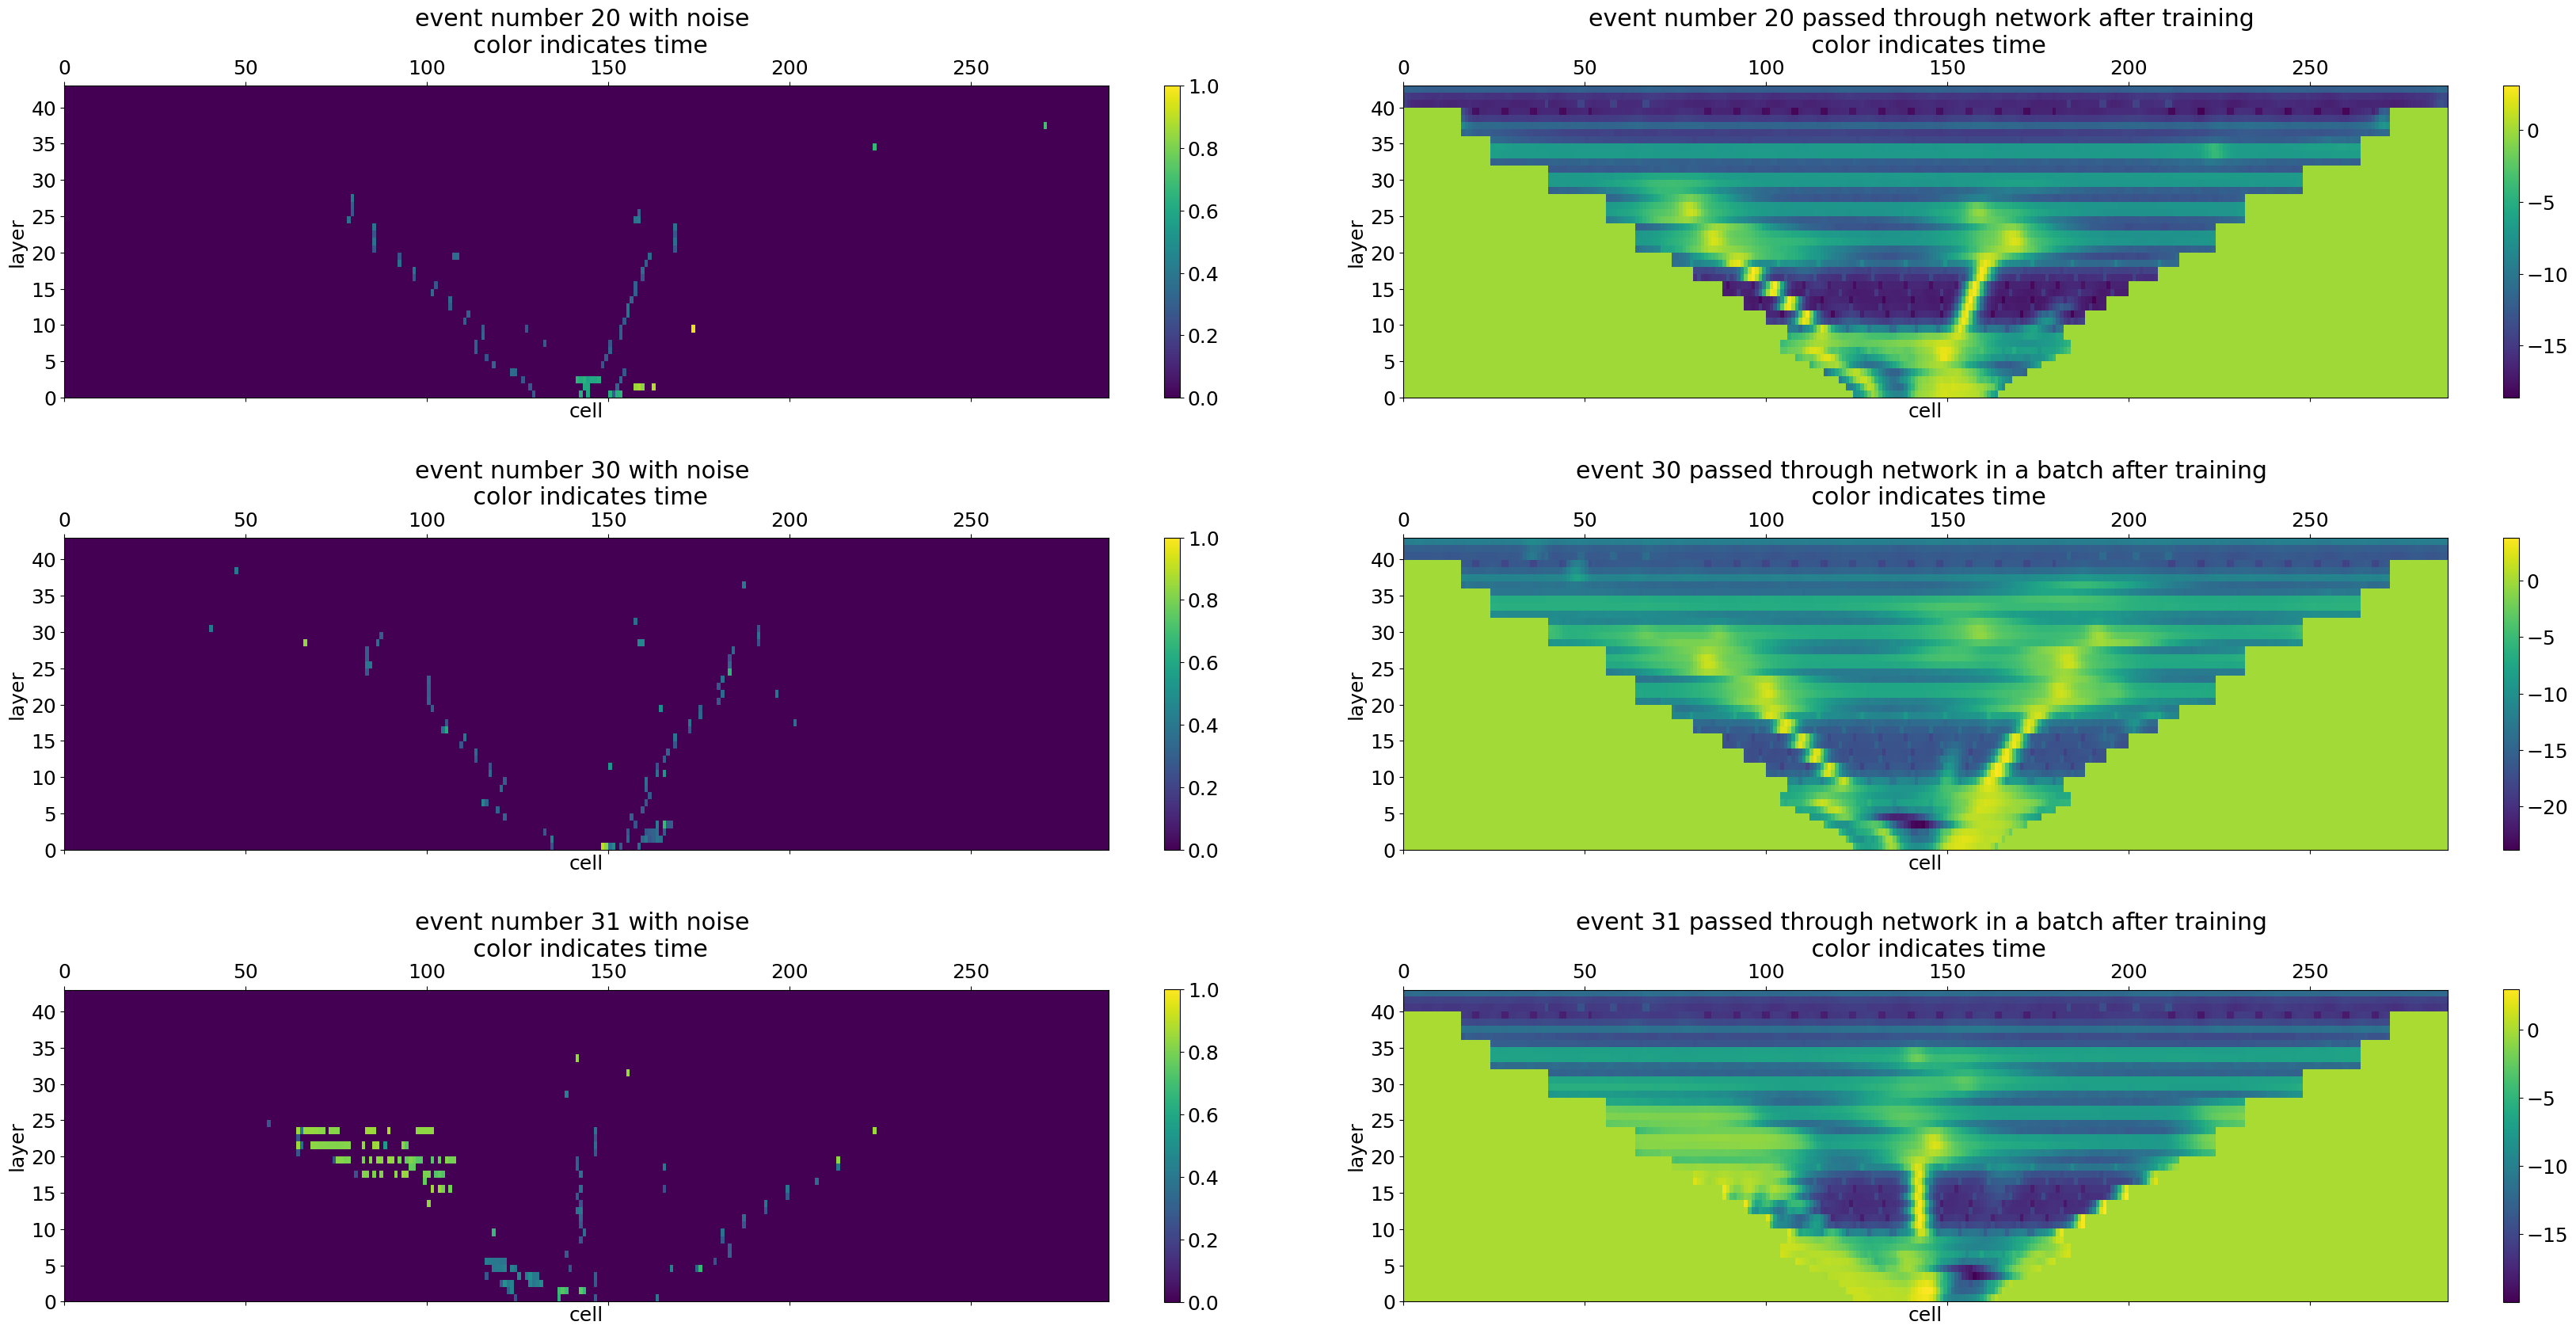 event number 20 with noise
color indicates time
0 50 100 150 200 250
40
35
30
25
20
15
10
5
0
layer
cell
1.0
0.8
0.6
0.4
0.2
0.0
event number 20 passed through network after training
color indicates time
0 50 100 150 200 250
40
35
30
25
20
15
10
5
0
layer
cell
0
−5
−10
−15
event number 30 with noise
color indicates time
0 50 100 150 200 250
40
35
30
25
20
15
10
5
0
layer
cell
1.0
0.8
0.6
0.4
0.2
0.0
event 30 passed through network in a batch after training
color indicates time
0 50 100 150 200 250
40
35
30
25
20
15
10
5
0
layer
cell
0
−5
−10
−15
−20
event number 31 with noise
color indicates time
0 50 100 150 200 250
40
35
30
25
20
15
10
5
0
layer
cell
1.0
0.8
0.6
0.4
0.2
0.0
event 31 passed through network in a batch after training
color indicates time
0 50 100 150 200 250
40
35
30
25
20
15
10
5
0
layer
cell
0
−5
−10
−15